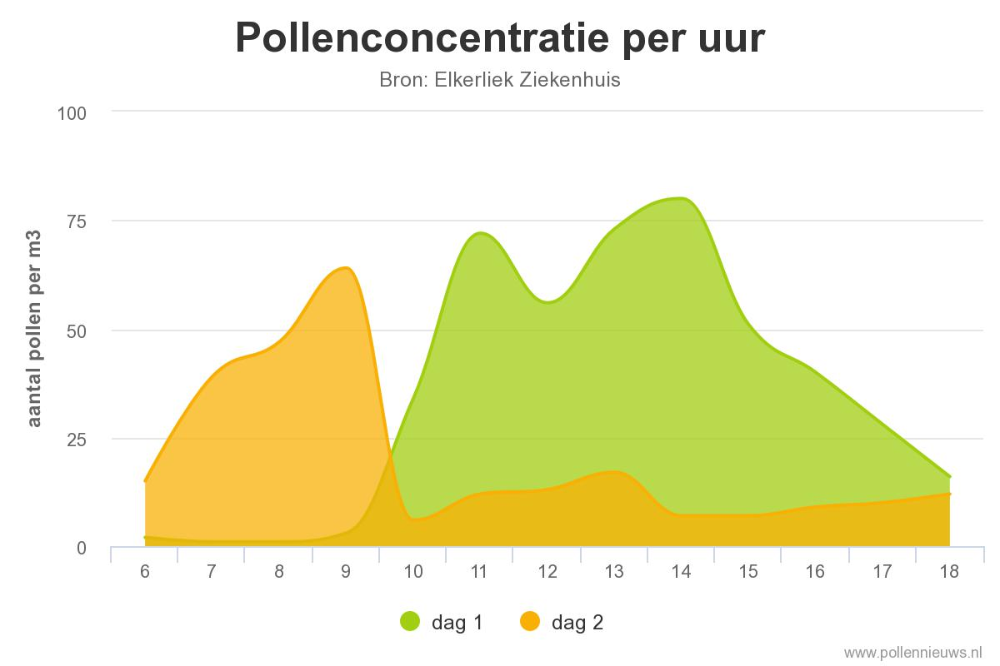 Pollenconcentratie per uur
Bron: Elkerliek Ziekenhuis
aantal pollen per m3
100
75
50
25
0
6 7 8 9 10 11 12 13 14 15 16 17 18
dag 1 dag 2
www.pollennieuws.nl